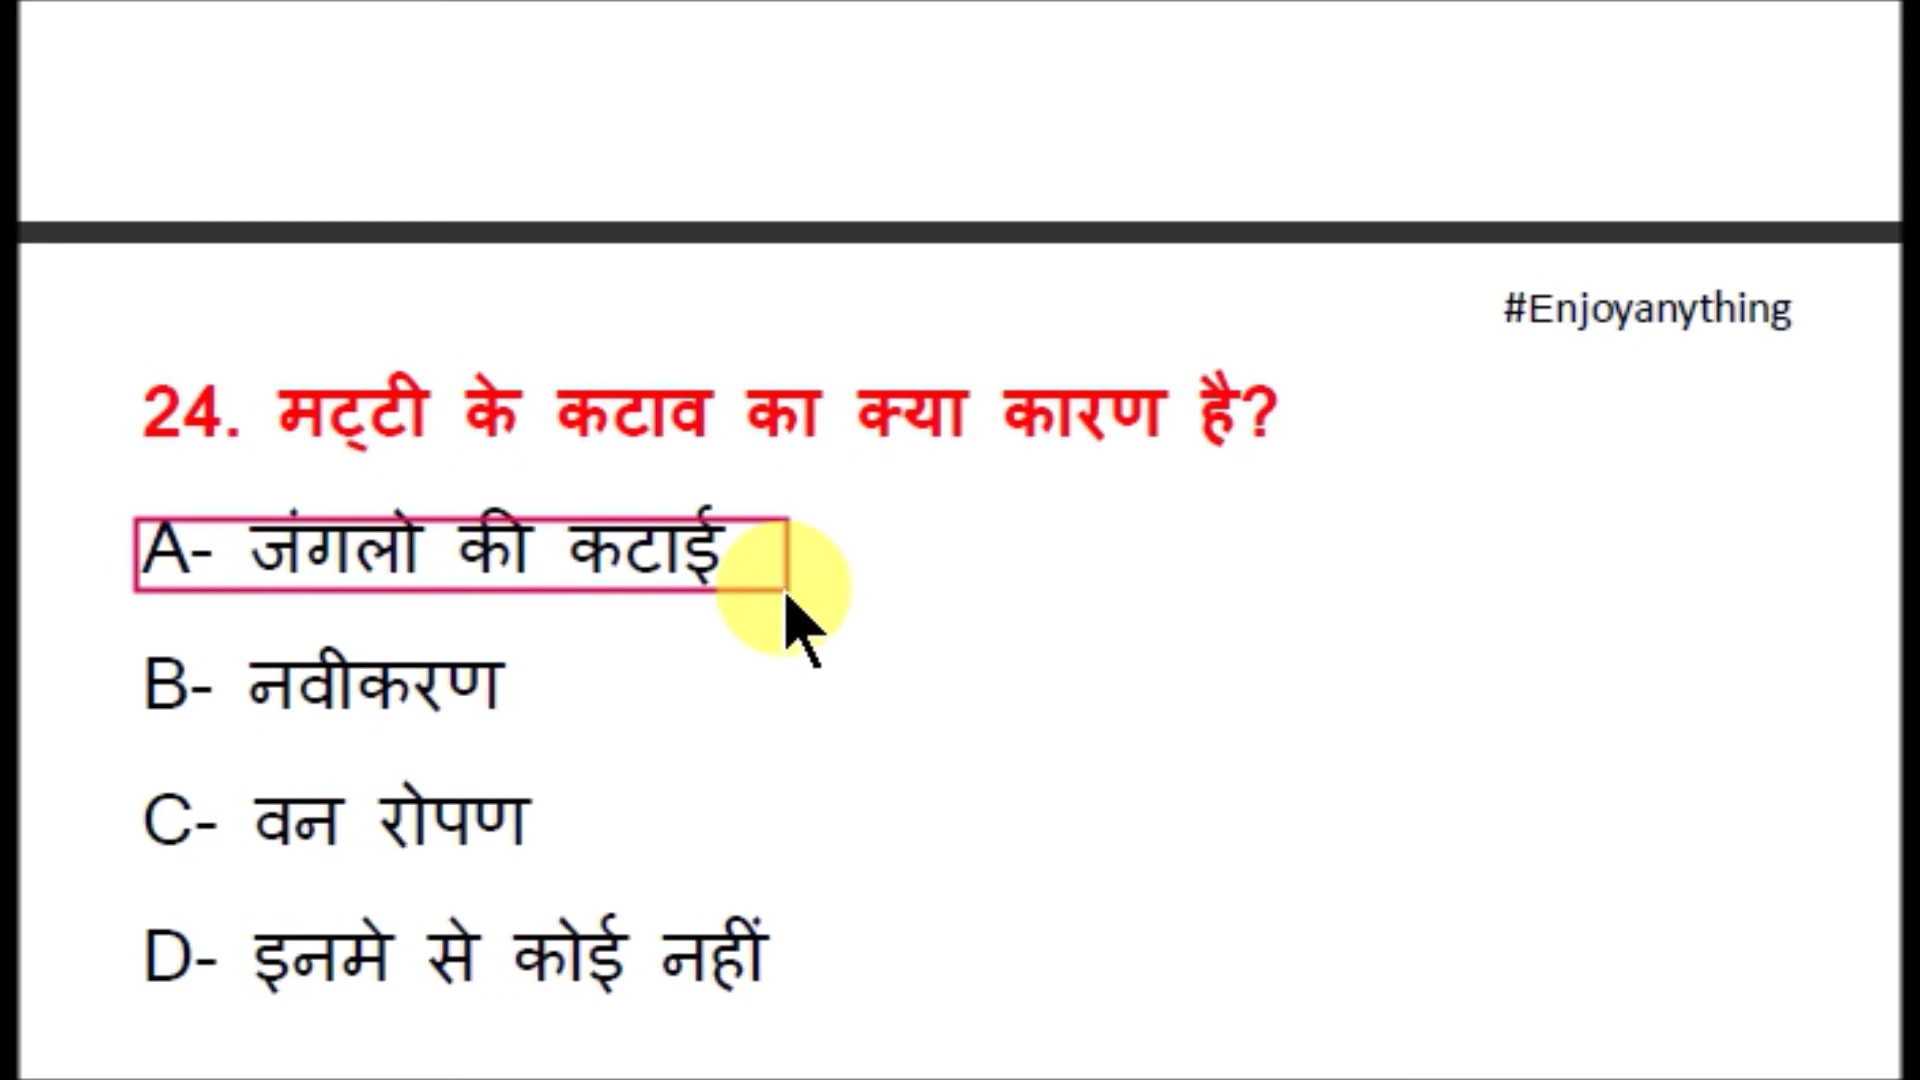 #Enjoyanything
24. मट्टी के कटाव का क्या कारण है?
A- जंगलो की कटाई
B- नवीकरण
C- वन रोपण
D- इनमे से कोई नहीं